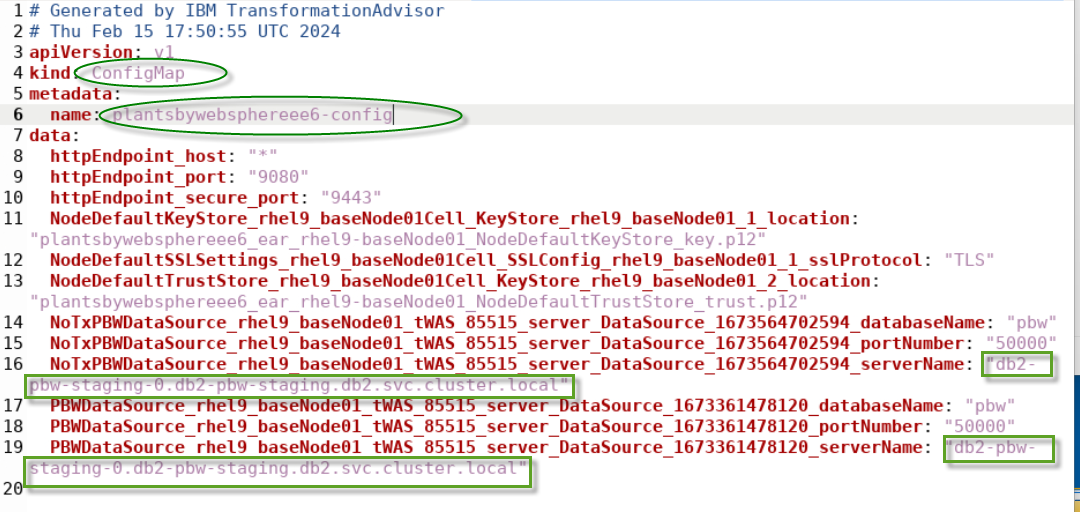 1 # Generated by IBM TransformationAdvisor
2 # Thu Feb 15 17:50:55 UTC 2024
3 apiVersion: v1
4 kind: ConfigMap
5 metadata:
6   name: plantsbywebsphereee6-config
7 data:
8   httpEndpoint_host: "*"
9   httpEndpoint_port: "9080"
10   httpEndpoint_secure_port: "9443"
11   NodeDefaultKeyStore_rhel9_baseNode01Cell_KeyStore_rhel9_baseNode01_1_location:
"plantsbywebsphereee6_ear_rhel9-baseNode01_NodeDefaultKeyStore_key.p12"
12   NodeDefaultSSLSettings_rhel9_baseNode01Cell_SSLConfig_rhel9_baseNode01_1_sslProtocol: "TLS"
13   NodeDefaultTrustStore_rhel9_baseNode01Cell_KeyStore_rhel9_baseNode01_2_location:
"plantsbywebsphereee6_ear_rhel9-baseNode01_NodeDefaultTrustStore_trust.p12"
14   NoTxPBWDataSource_rhel9_baseNode01_tWAS_85515_server_DataSource_1673564702594_databaseName: "pbw"
15   NoTxPBWDataSource_rhel9_baseNode01_tWAS_85515_server_DataSource_1673564702594_portNumber: "50000"
16   NoTxPBWDataSource_rhel9_baseNode01_tWAS_85515_server_DataSource_1673564702594_serverName: "db2-
pbw-staging-0.db2-pbw-staging.db2.svc.cluster.local"
17   PBWDataSource_rhel9_baseNode01_tWAS_85515_server_DataSource_1673361478120_databaseName: "pbw"
18   PBWDataSource_rhel9_baseNode01_tWAS_85515_server_DataSource_1673361478120_portNumber: "50000"
19   PBWDataSource_rhel9_baseNode01_tWAS_85515_server_DataSource_1673361478120_serverName: "db2-pbw-
staging-0.db2-pbw-staging.db2.svc.cluster.local"
20